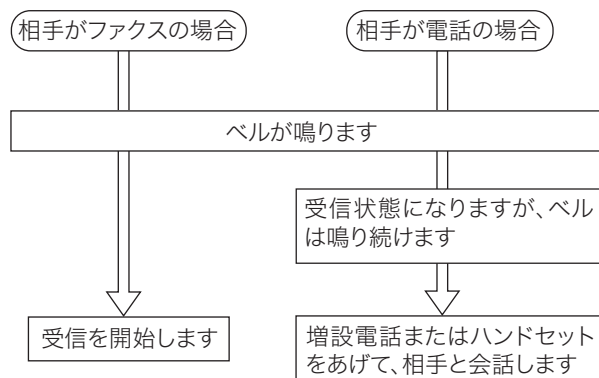 相手がファクスの場合
相手が電話の場合
ベルが鳴ります
受信状態になりますが、ベル
は鳴り続けます
受信を開始します
増設電話またはハンドセット
をあげて、相手と会話します